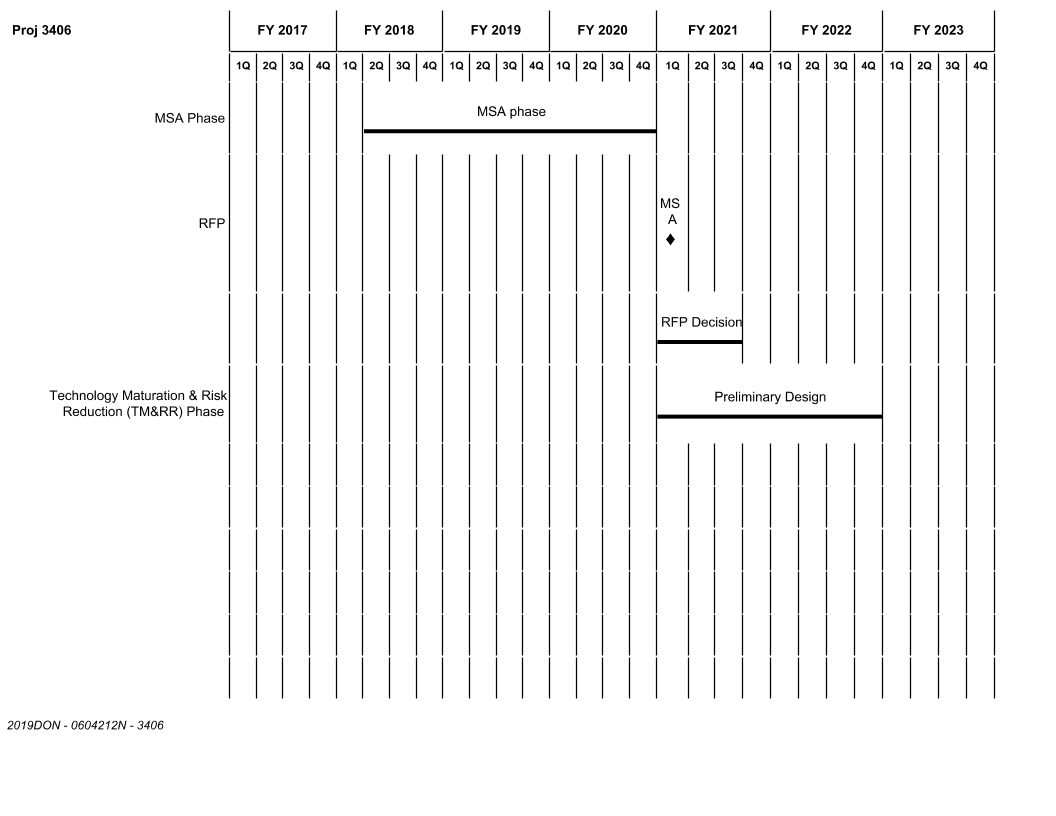 Proj 3406 FY 2017 FY 2018 FY 2019 FY 2020 FY 2021 FY 2022 FY 2023
1Q 2Q 3Q 4Q 1Q 2Q 3Q 4Q 1Q 2Q 3Q 4Q 1Q 2Q 3Q 4Q 1Q 2Q 3Q 4Q 1Q 2Q 3Q 4Q 1Q 2Q 3Q 4Q
MSA Phase
MSA phase
RFP
MS
A
RFP Decision
Technology Maturation & Risk
Reduction (TM&RR) Phase
Preliminary Design
2019DON - 0604212N - 3406